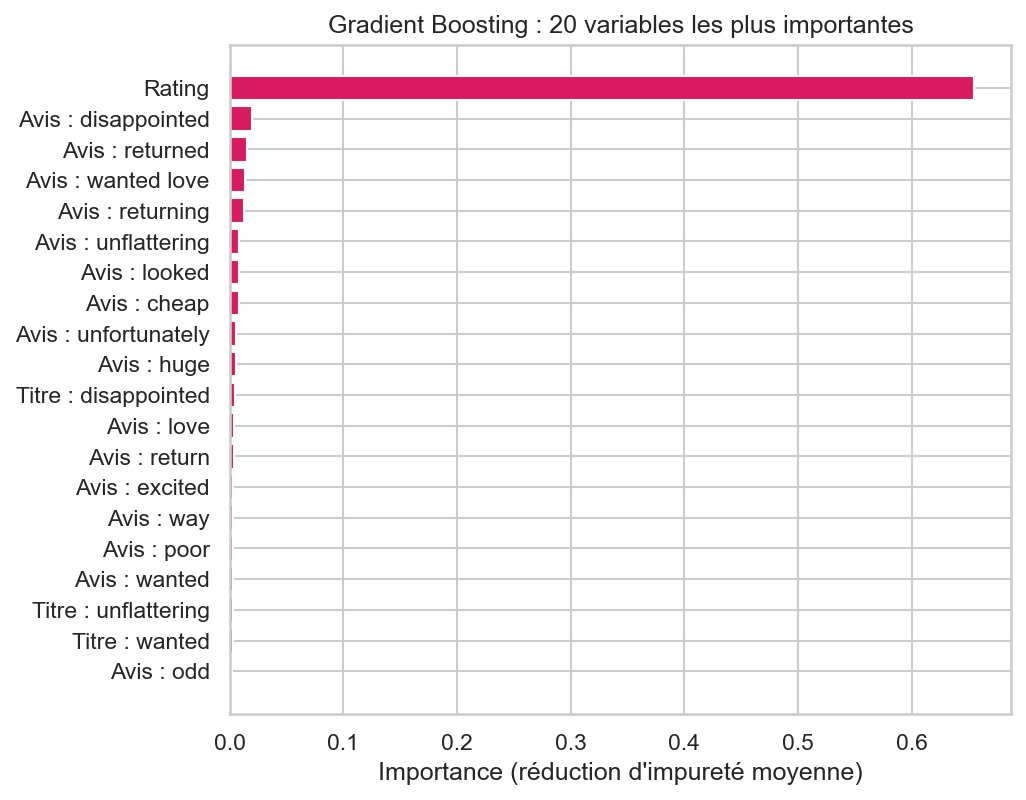 Gradient Boosting : 20 variables les plus importantes
Rating
Avis : disappointed
Avis : returned
Avis : wanted love
Avis : returning
Avis : unflattering
Avis : looked
Avis : cheap
Avis : unfortunately
Avis : huge
Titre : disappointed
Avis : love
Avis : return
Avis : excited
Avis : way
Avis : poor
Avis : wanted
Titre : unflattering
Titre : wanted
Avis : odd
0.0 0.1 0.2 0.3 0.4 0.5 0.6
Importance (réduction d'impureté moyenne)